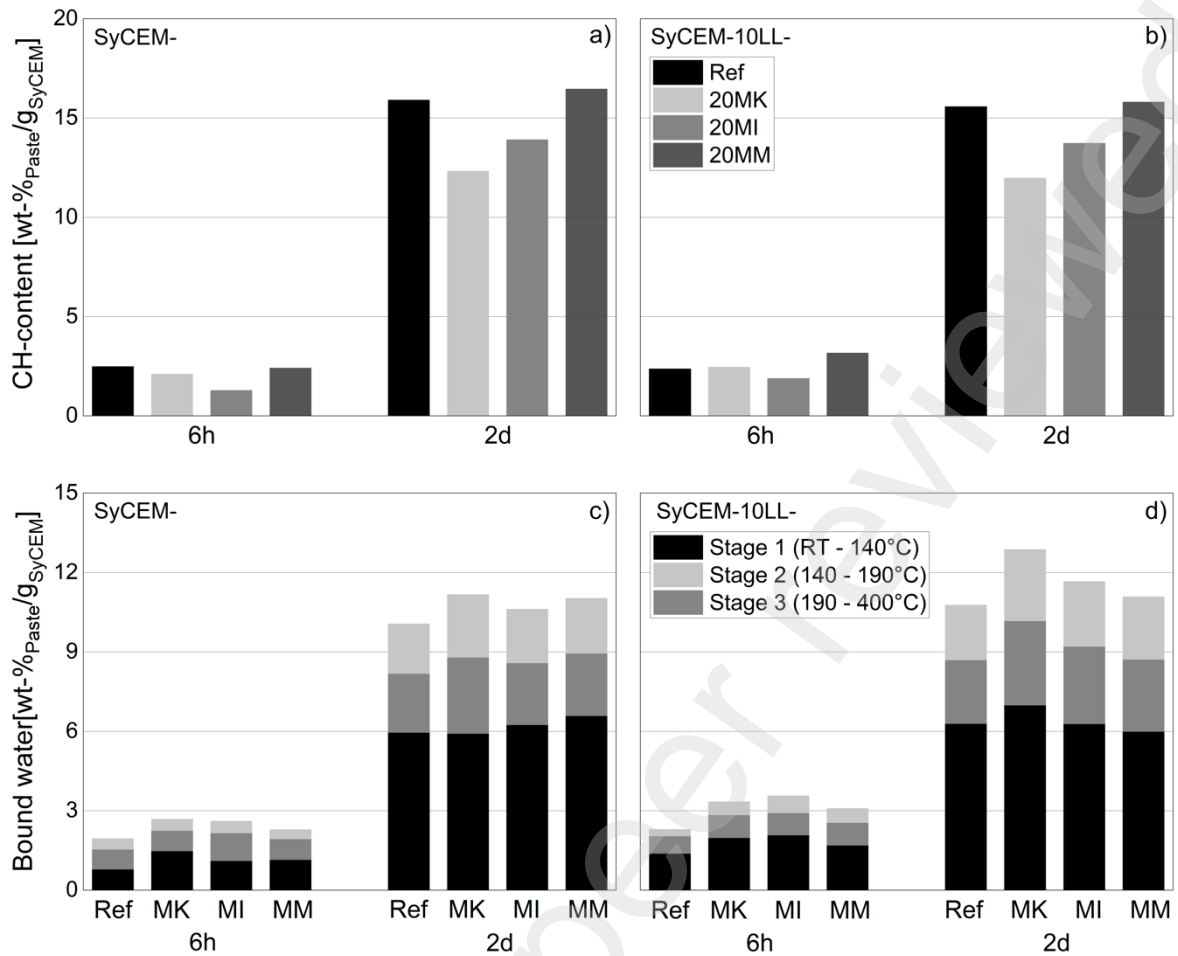 SyCEM- a)
SyCEM-10LL- b)
Ref
20MK
20MI
20MM
CH-content [wt-%Paste/gSyCEM]
20
15
10
5
0
6h 2d
6h 2d
SyCEM- c)
SyCEM-10LL- d)
Stage 1 (RT - 140°C)
Stage 2 (140 - 190°C)
Stage 3 (190 - 400°C)
Bound water[wt-%Paste/gSyCEM]
15
12
9
6
3
0
Ref MK MI MM Ref MK MI MM
6h 2d
Ref MK MI MM Ref MK MI MM
6h 2d
peer reviewed